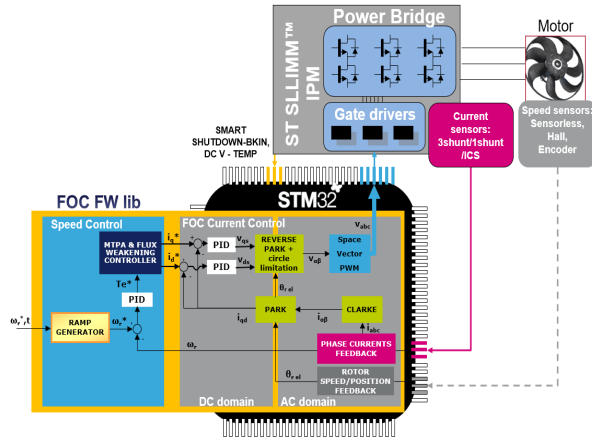 Power Bridge
Motor
ST SLLIMM™
IPM
Gate drivers
Current
sensors:
3shunt/1shunt
/ICS
Speed sensors:
Sensorless,
Hall,
Encoder
SMART
SHUTDOWN-BKIN,
DC V - TEMP
STM32
FOC FW lib
Speed Control
FOC Current Control
MTPA & FLUX
WEAKENING
CONTROLLER
iq*
id*
PID
PID
vqs
vds
REVERSE
PARK +
circle
limitation
vαβ
Space
Vector
PWM
vabc
Te*
PID
θr el
PARK
iqd
iαβ
CLARKE
iabc
ωr*,t
RAMP
GENERATOR
ωr*
ωr
PHASE CURRENTS
FEEDBACK
θr el
ROTOR
SPEED/POSITION
FEEDBACK
DC domain
AC domain